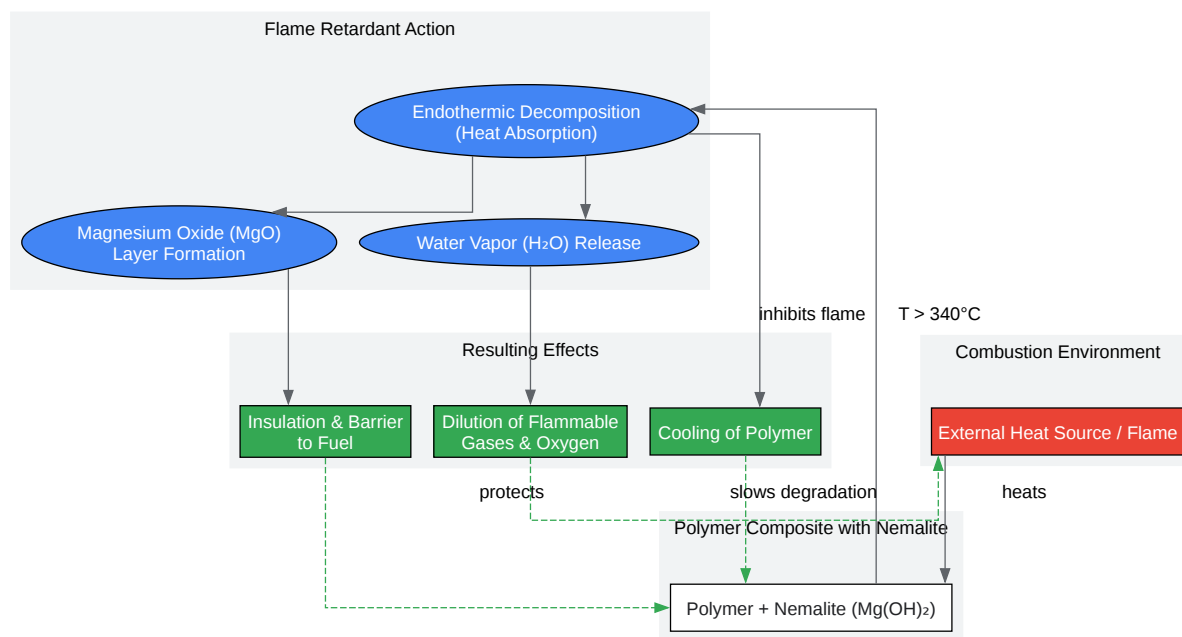 Flame Retardant Action
Endothermic Decomposition
(Heat Absorption)
Magnesium Oxide (MgO)
Layer Formation
Water Vapor (H₂O) Release
inhibits flame
T > 340°C
Resulting Effects
Combustion Environment
Insulation & Barrier
to Fuel
Dilution of Flammable
Gases & Oxygen
Cooling of Polymer
External Heat Source / Flame
protects
slows degradation
heats
Polymer Composite with Nemalite
Polymer + Nemalite (Mg(OH)₂)